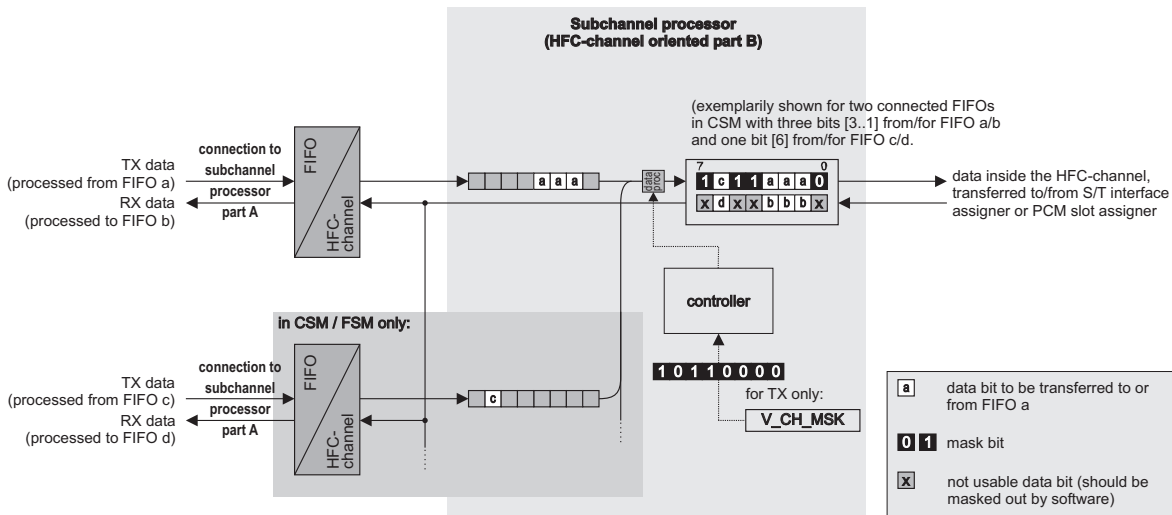 Subchannel processor
(HFC-channel oriented part B)
(exemplarily shown for two connected FIFOs
in CSM with three bits [3..1] from/for FIFO a/b
and one bit [6] from/for FIFO c/d.
TX data
(processed from FIFO a)
RX data
(processed to FIFO b)
connection to
subchannel
processor
part A
FIFO
HFC-
channel
a a a
data
proc
7 0
1 c 1 1 a a a 0
x d x x b b b x
data inside the HFC-channel,
transferred to/from S/T interface
assigner or PCM slot assigner
controller
in CSM / FSM only:
TX data
(processed from FIFO c)
RX data
(processed to FIFO d)
connection to
subchannel
processor
part A
FIFO
HFC-
channel
c
1 0 1 1 0 0 0 0
for TX only:
V_CH_MSK
a data bit to be transferred to or
from FIFO a
0 1 mask bit
x not usable data bit (should be
masked out by software)